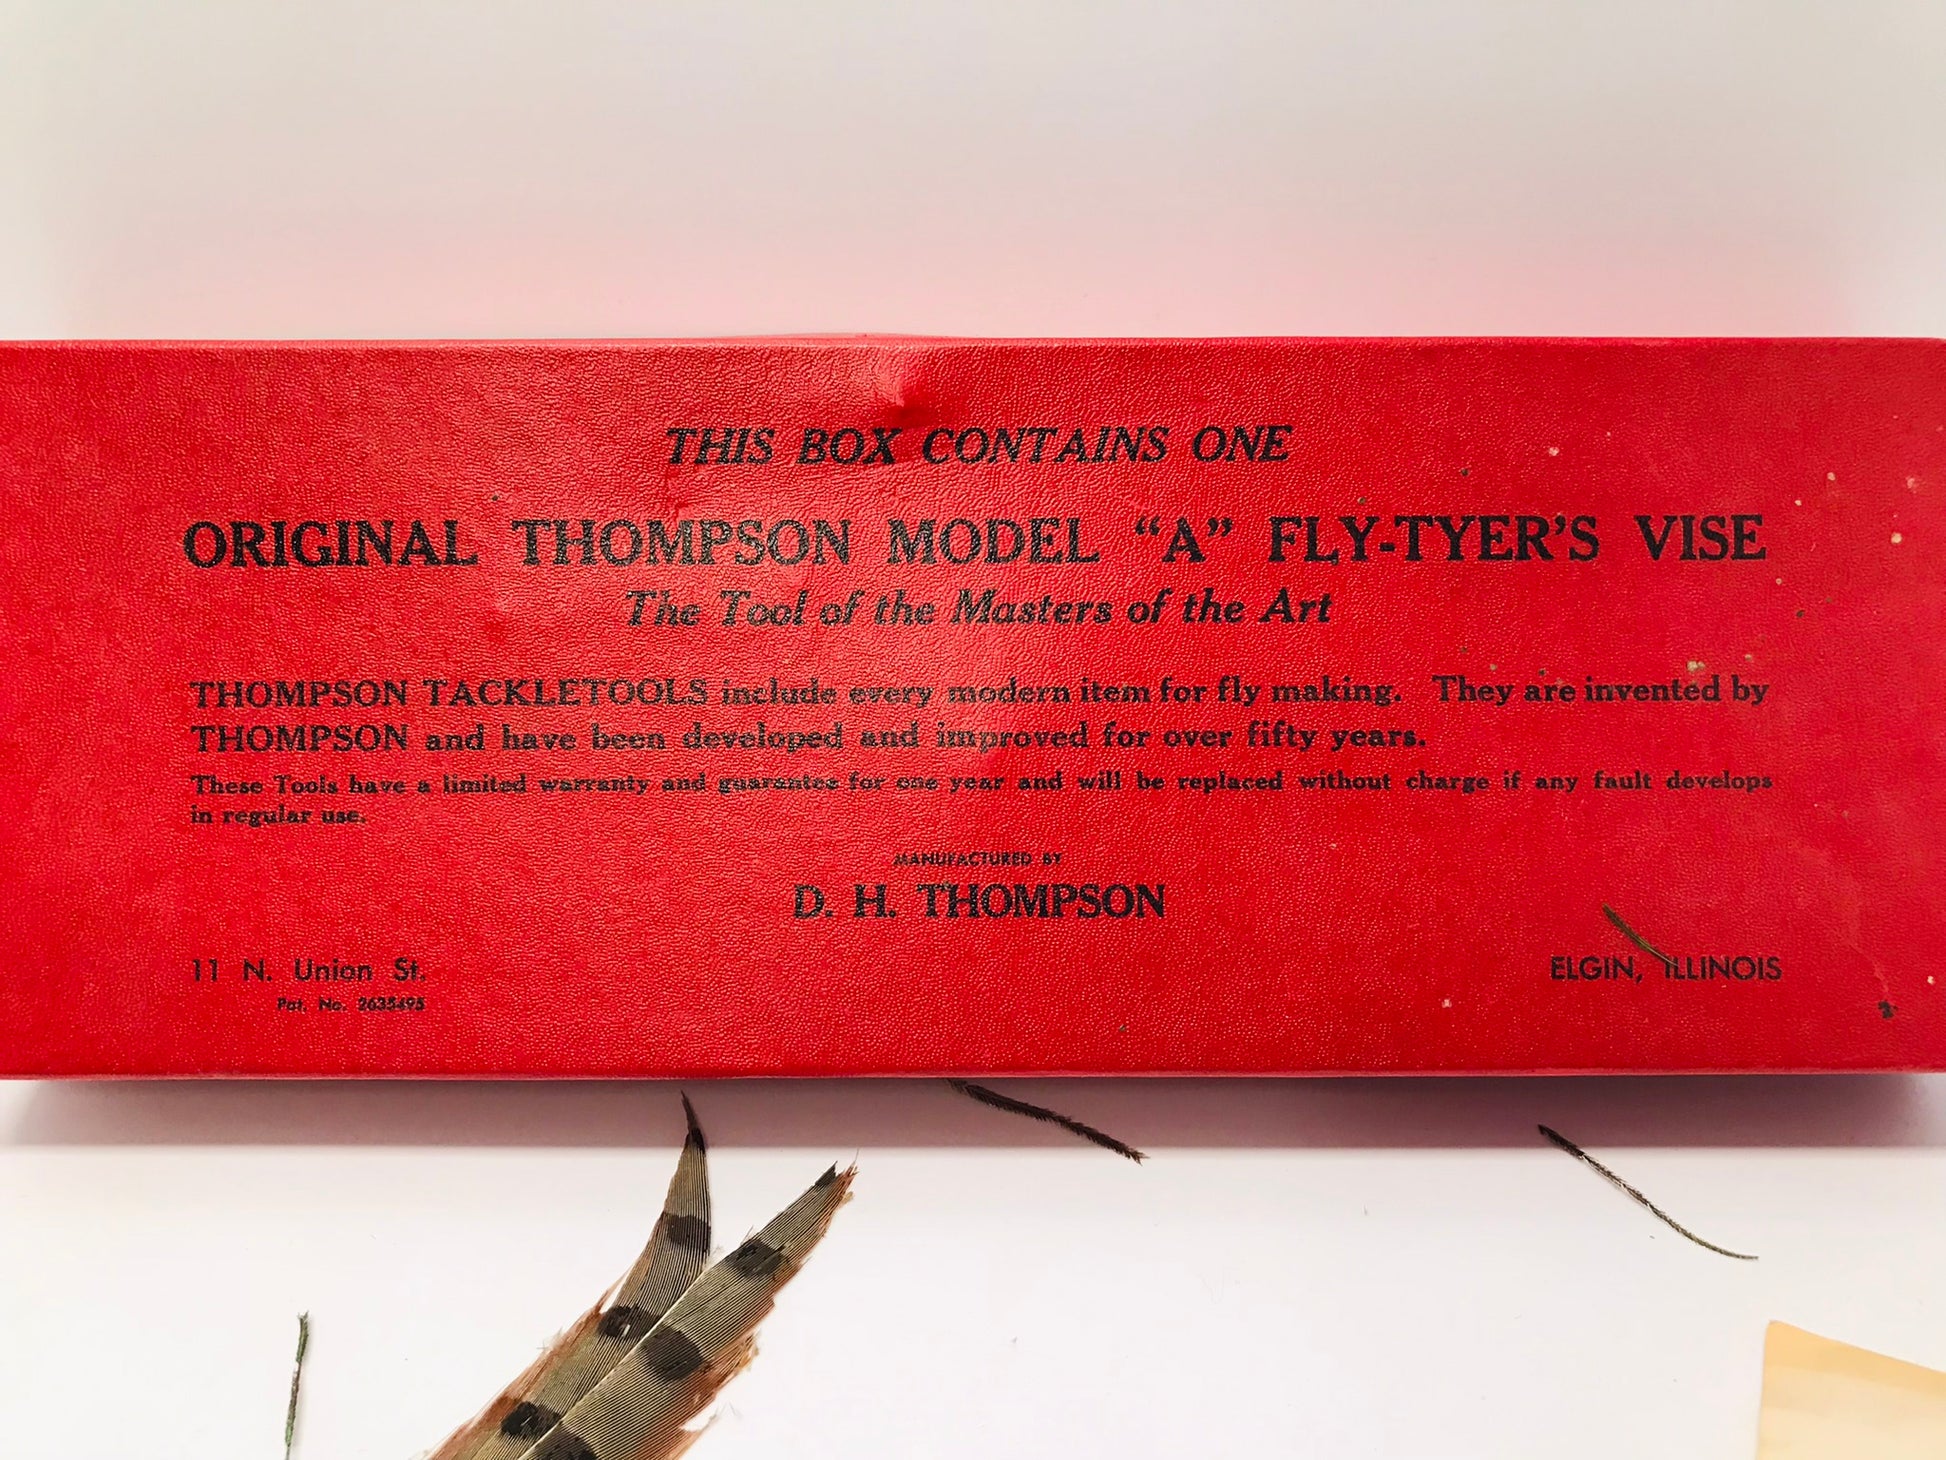 THIS BOX CONTAINS ONE
ORIGINAL THOMPSON MODEL “A” FLY-TYER’S VISE
The Tool of the Masters of the Art
THOMPSON TACKLETOOLS include every modern item for fly making. They are invented by
THOMPSON and have been developed and improved for over fifty years.
These Tools have a limited warranty and guarantee for one year and will be replaced without charge if any fault develops
in regular use.
MANUFACTURED BY
D. H. THOMPSON
11 N. Union St.
ELGIN, ILLINOIS
Pat. No. 2635495